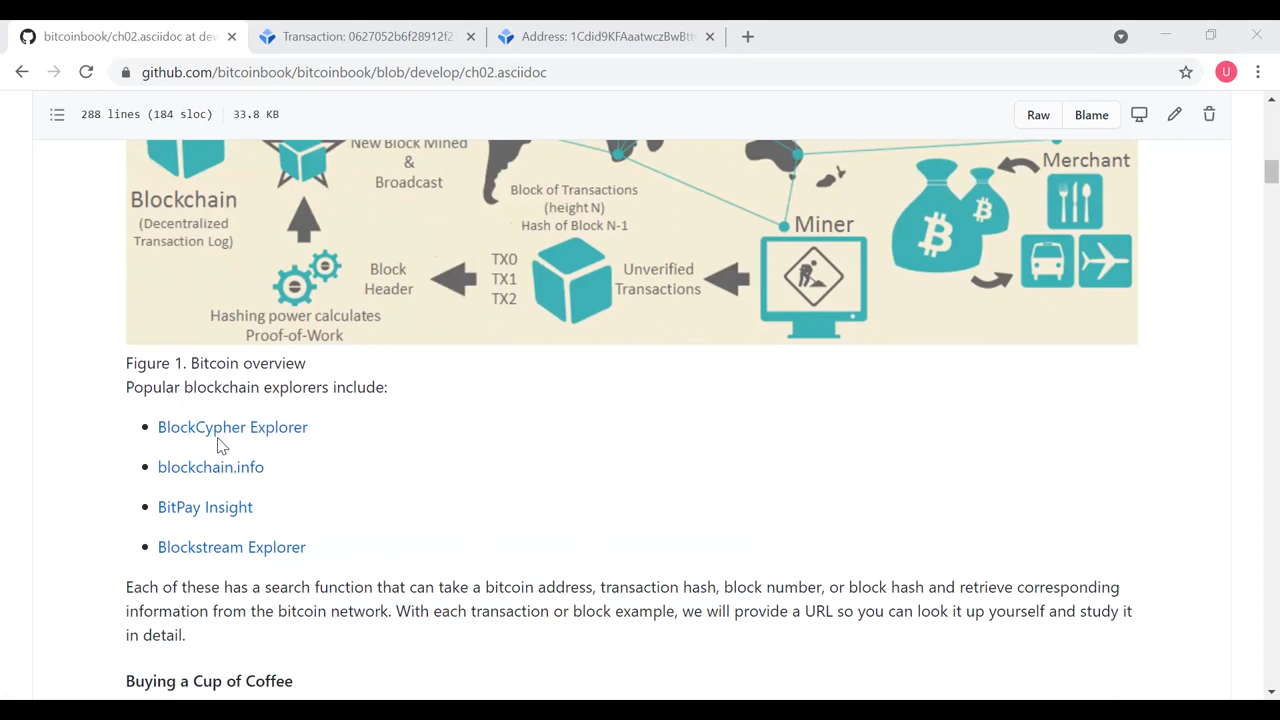 bitcoinbook/ch02.asciidoc at dev
Transaction: 0627052b6f28912f2
Address: 1Cdid9KFAaatwczBwBtt
github.com/bitcoinbook/bitcoinbook/blob/develop/ch02.asciidoc
U
288 lines (184 sloc)
33.8 KB
Raw
Blame
New Block Mined
&
Broadcast
Blockchain
(Decentralized
Transaction Log)
Block of Transactions
(height N)
Hash of Block N-1
Merchant
Miner
Block
Header
TX0
TX1
TX2
Unverified
Transactions
Hashing power calculates
Proof-of-Work
Figure 1. Bitcoin overview
Popular blockchain explorers include:
BlockCypher Explorer
blockchain.info
BitPay Insight
Blockstream Explorer
Each of these has a search function that can take a bitcoin address, transaction hash, block number, or block hash and retrieve corresponding
information from the bitcoin network. With each transaction or block example, we will provide a URL so you can look it up yourself and study it
in detail.
Buying a Cup of Coffee